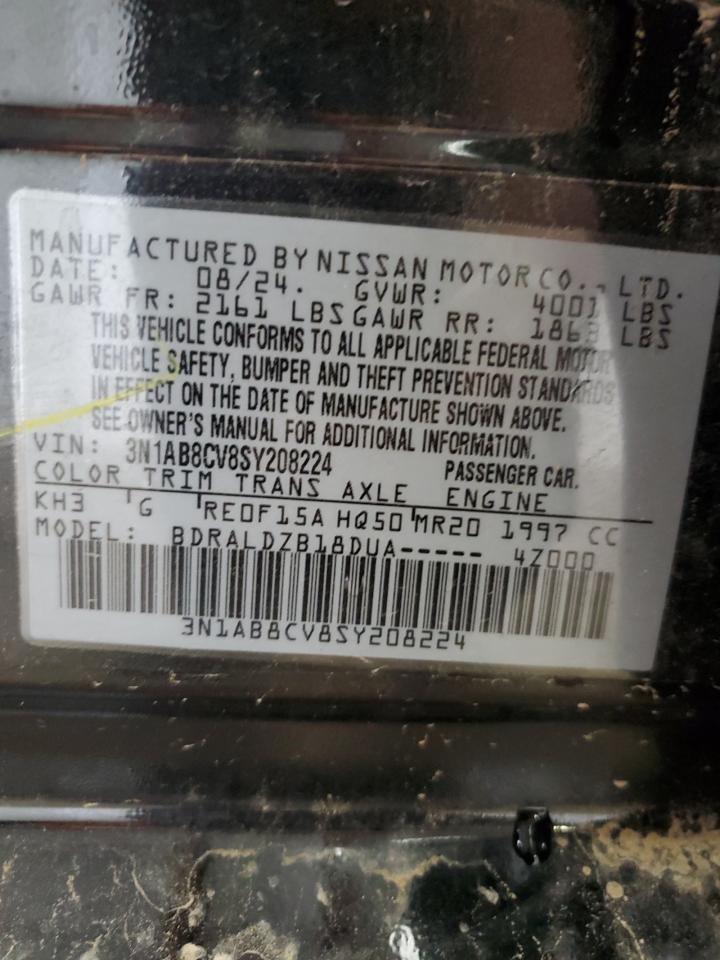 MANUFACTURED BY NISSAN MOTOR CO., LTD.
DATE: 08/24. GVWR: 4001 LBS
GAWR FR: 2161 LBS GAWR RR: 1863 LBS
THIS VEHICLE CONFORMS TO ALL APPLICABLE FEDERAL MOTOR
VEHICLE SAFETY, BUMPER AND THEFT PREVENTION STANDARDS
IN EFFECT ON THE DATE OF MANUFACTURE SHOWN ABOVE.
SEE OWNER'S MANUAL FOR ADDITIONAL INFORMATION.
VIN: 3N1AB8CV8SY208224 PASSENGER CAR.
COLOR TRIM TRANS AXLE ENGINE
KH3 G RE0F15A HQ50 MR20 1997 CC
MODEL: BDRALDZB18DUA----- 4Z000
3N1AB8CV8SY208224